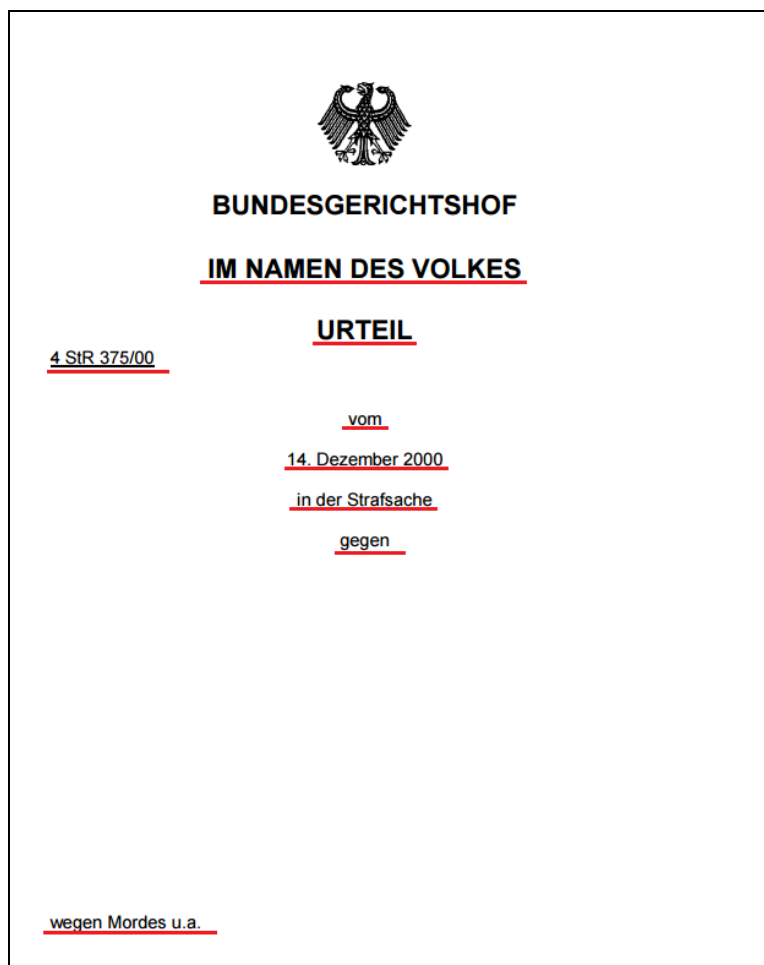 BUNDESGERICHTSHOF
IM NAMEN DES VOLKES
URTEIL
4 StR 375/00
vom
14. Dezember 2000
in der Strafsache
gegen
wegen Mordes u.a.